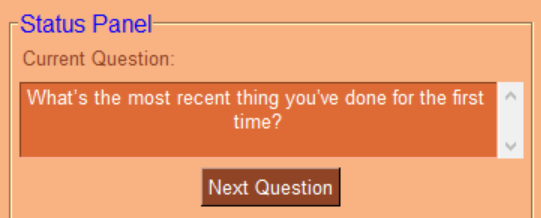 Status Panel
Current Question:
What's the most recent thing you've done for the first
time?
Next Question